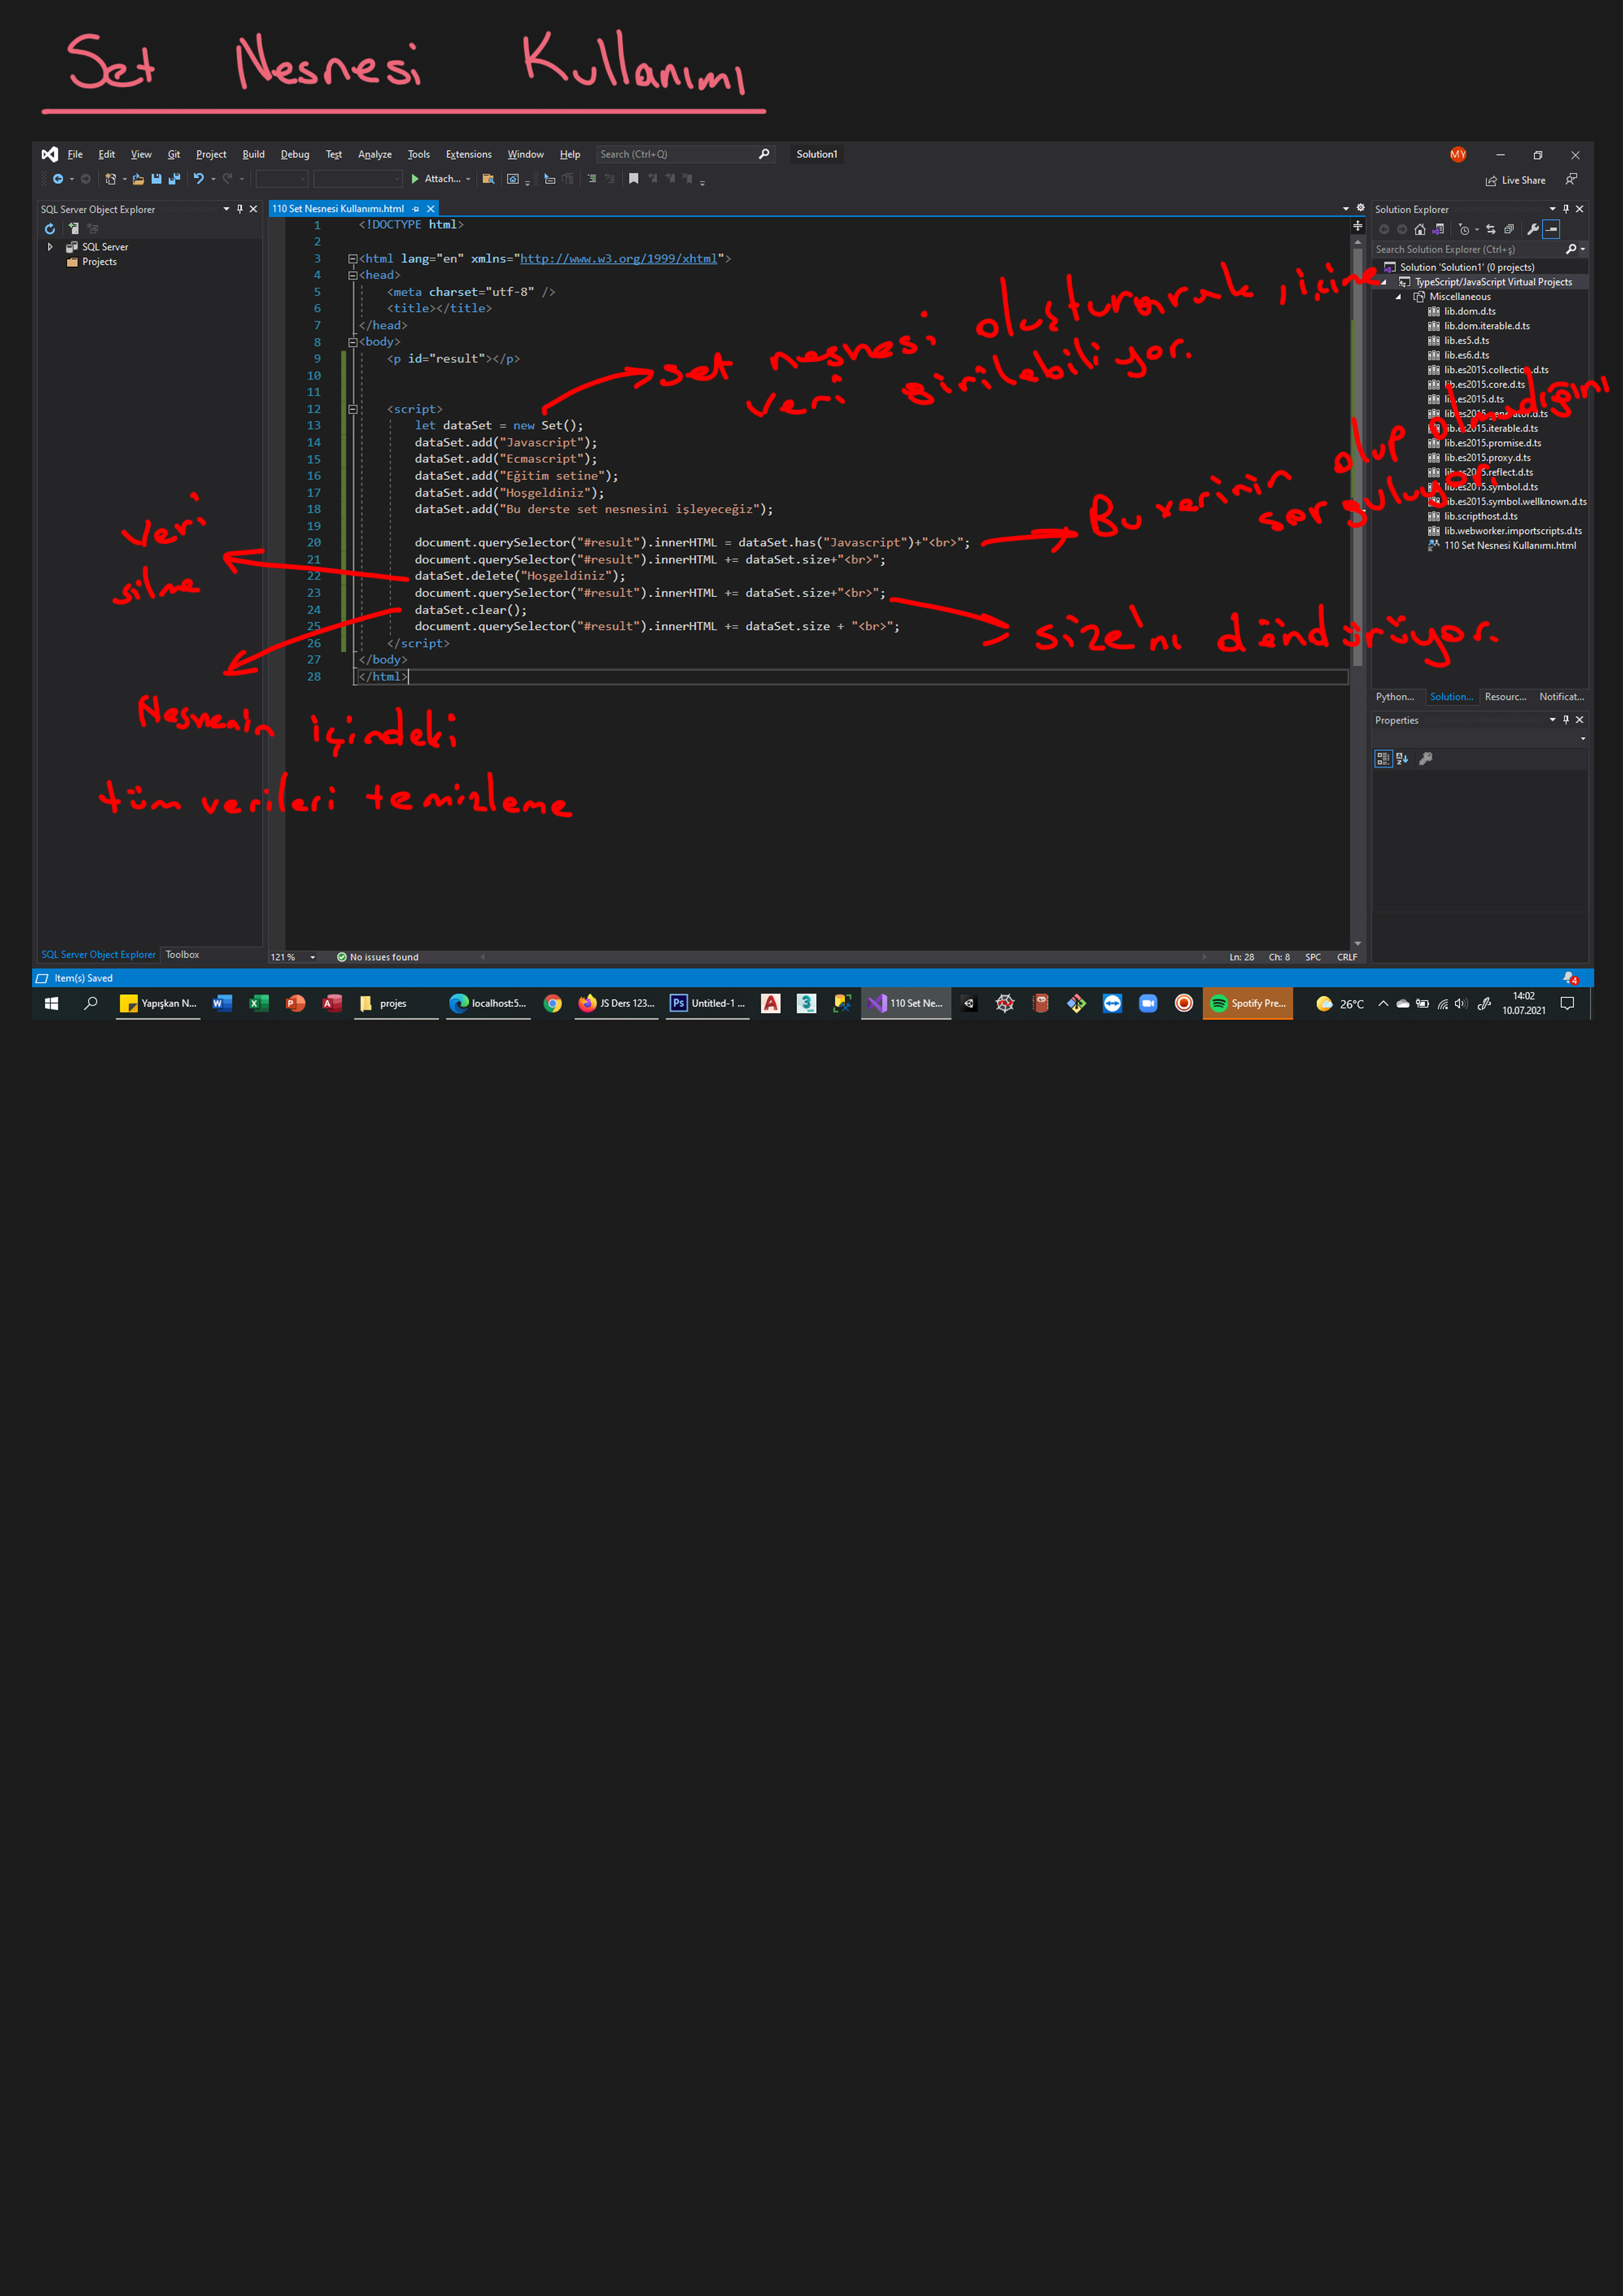 Set Nesnesi Kullanımı
File Edit View Git Project Build Debug Test Analyze Tools Extensions Window Help Search (Ctrl+Q) Solution1 MY
Attach... Live Share
SQL Server Object Explorer
SQL Server
Projects
110 Set Nesnesi Kullanımı.html
1 <!DOCTYPE html>
2
3 <html lang="en" xmlns="http://www.w3.org/1999/xhtml">
4 <head>
5 <meta charset="utf-8" />
6 <title></title>
7 </head>
8 <body>
9 <p id="result"></p>
10
11
12 <script>
13 let dataSet = new Set();
14 dataSet.add("Javascript");
15 dataSet.add("Ecmascript");
16 dataSet.add("Eğitim setine");
17 dataSet.add("Hoşgeldiniz");
18 dataSet.add("Bu derste set nesnesini işleyeceğiz");
19
20 document.querySelector("#result").innerHTML = dataSet.has("Javascript")+"<br>";
21 document.querySelector("#result").innerHTML += dataSet.size+"<br>";
22 dataSet.delete("Hoşgeldiniz");
23 document.querySelector("#result").innerHTML += dataSet.size+"<br>";
24 dataSet.clear();
25 document.querySelector("#result").innerHTML += dataSet.size + "<br>";
26 </script>
27 </body>
28 </html>
set nesnesi oluşturarak, içine
veri girilebiliyor.
Bu verinin olup olmadığını
sorguluyor.
size'nı döndürüyor.
Veri
silme
Nesnenin içindeki
tüm verileri temizleme
Solution Explorer
Search Solution Explorer (Ctrl+ş)
Solution 'Solution1' (0 projects)
TypeScript/JavaScript Virtual Projects
Miscellaneous
lib.dom.d.ts
lib.dom.iterable.d.ts
lib.es5.d.ts
lib.es6.d.ts
lib.es2015.collection.d.ts
lib.es2015.core.d.ts
lib.es2015.d.ts
lib.es2015.generator.d.ts
lib.es2015.iterable.d.ts
lib.es2015.promise.d.ts
lib.es2015.proxy.d.ts
lib.es2015.reflect.d.ts
lib.es2015.symbol.d.ts
lib.es2015.symbol.wellknown.d.ts
lib.scripthost.d.ts
lib.webworker.importscripts.d.ts
110 Set Nesnesi Kullanımı.html
Python... Solution... Resourc... Notificat...
Properties
SQL Server Object Explorer Toolbox
121 % No issues found Ln: 28 Ch: 8 SPC CRLF
Item(s) Saved 4
Yapışkan N... projes localhost:5... JS Ders 123... Untitled-1 ... 110 Set Ne... Spotify Pre... 26°C 14:02
10.07.2021